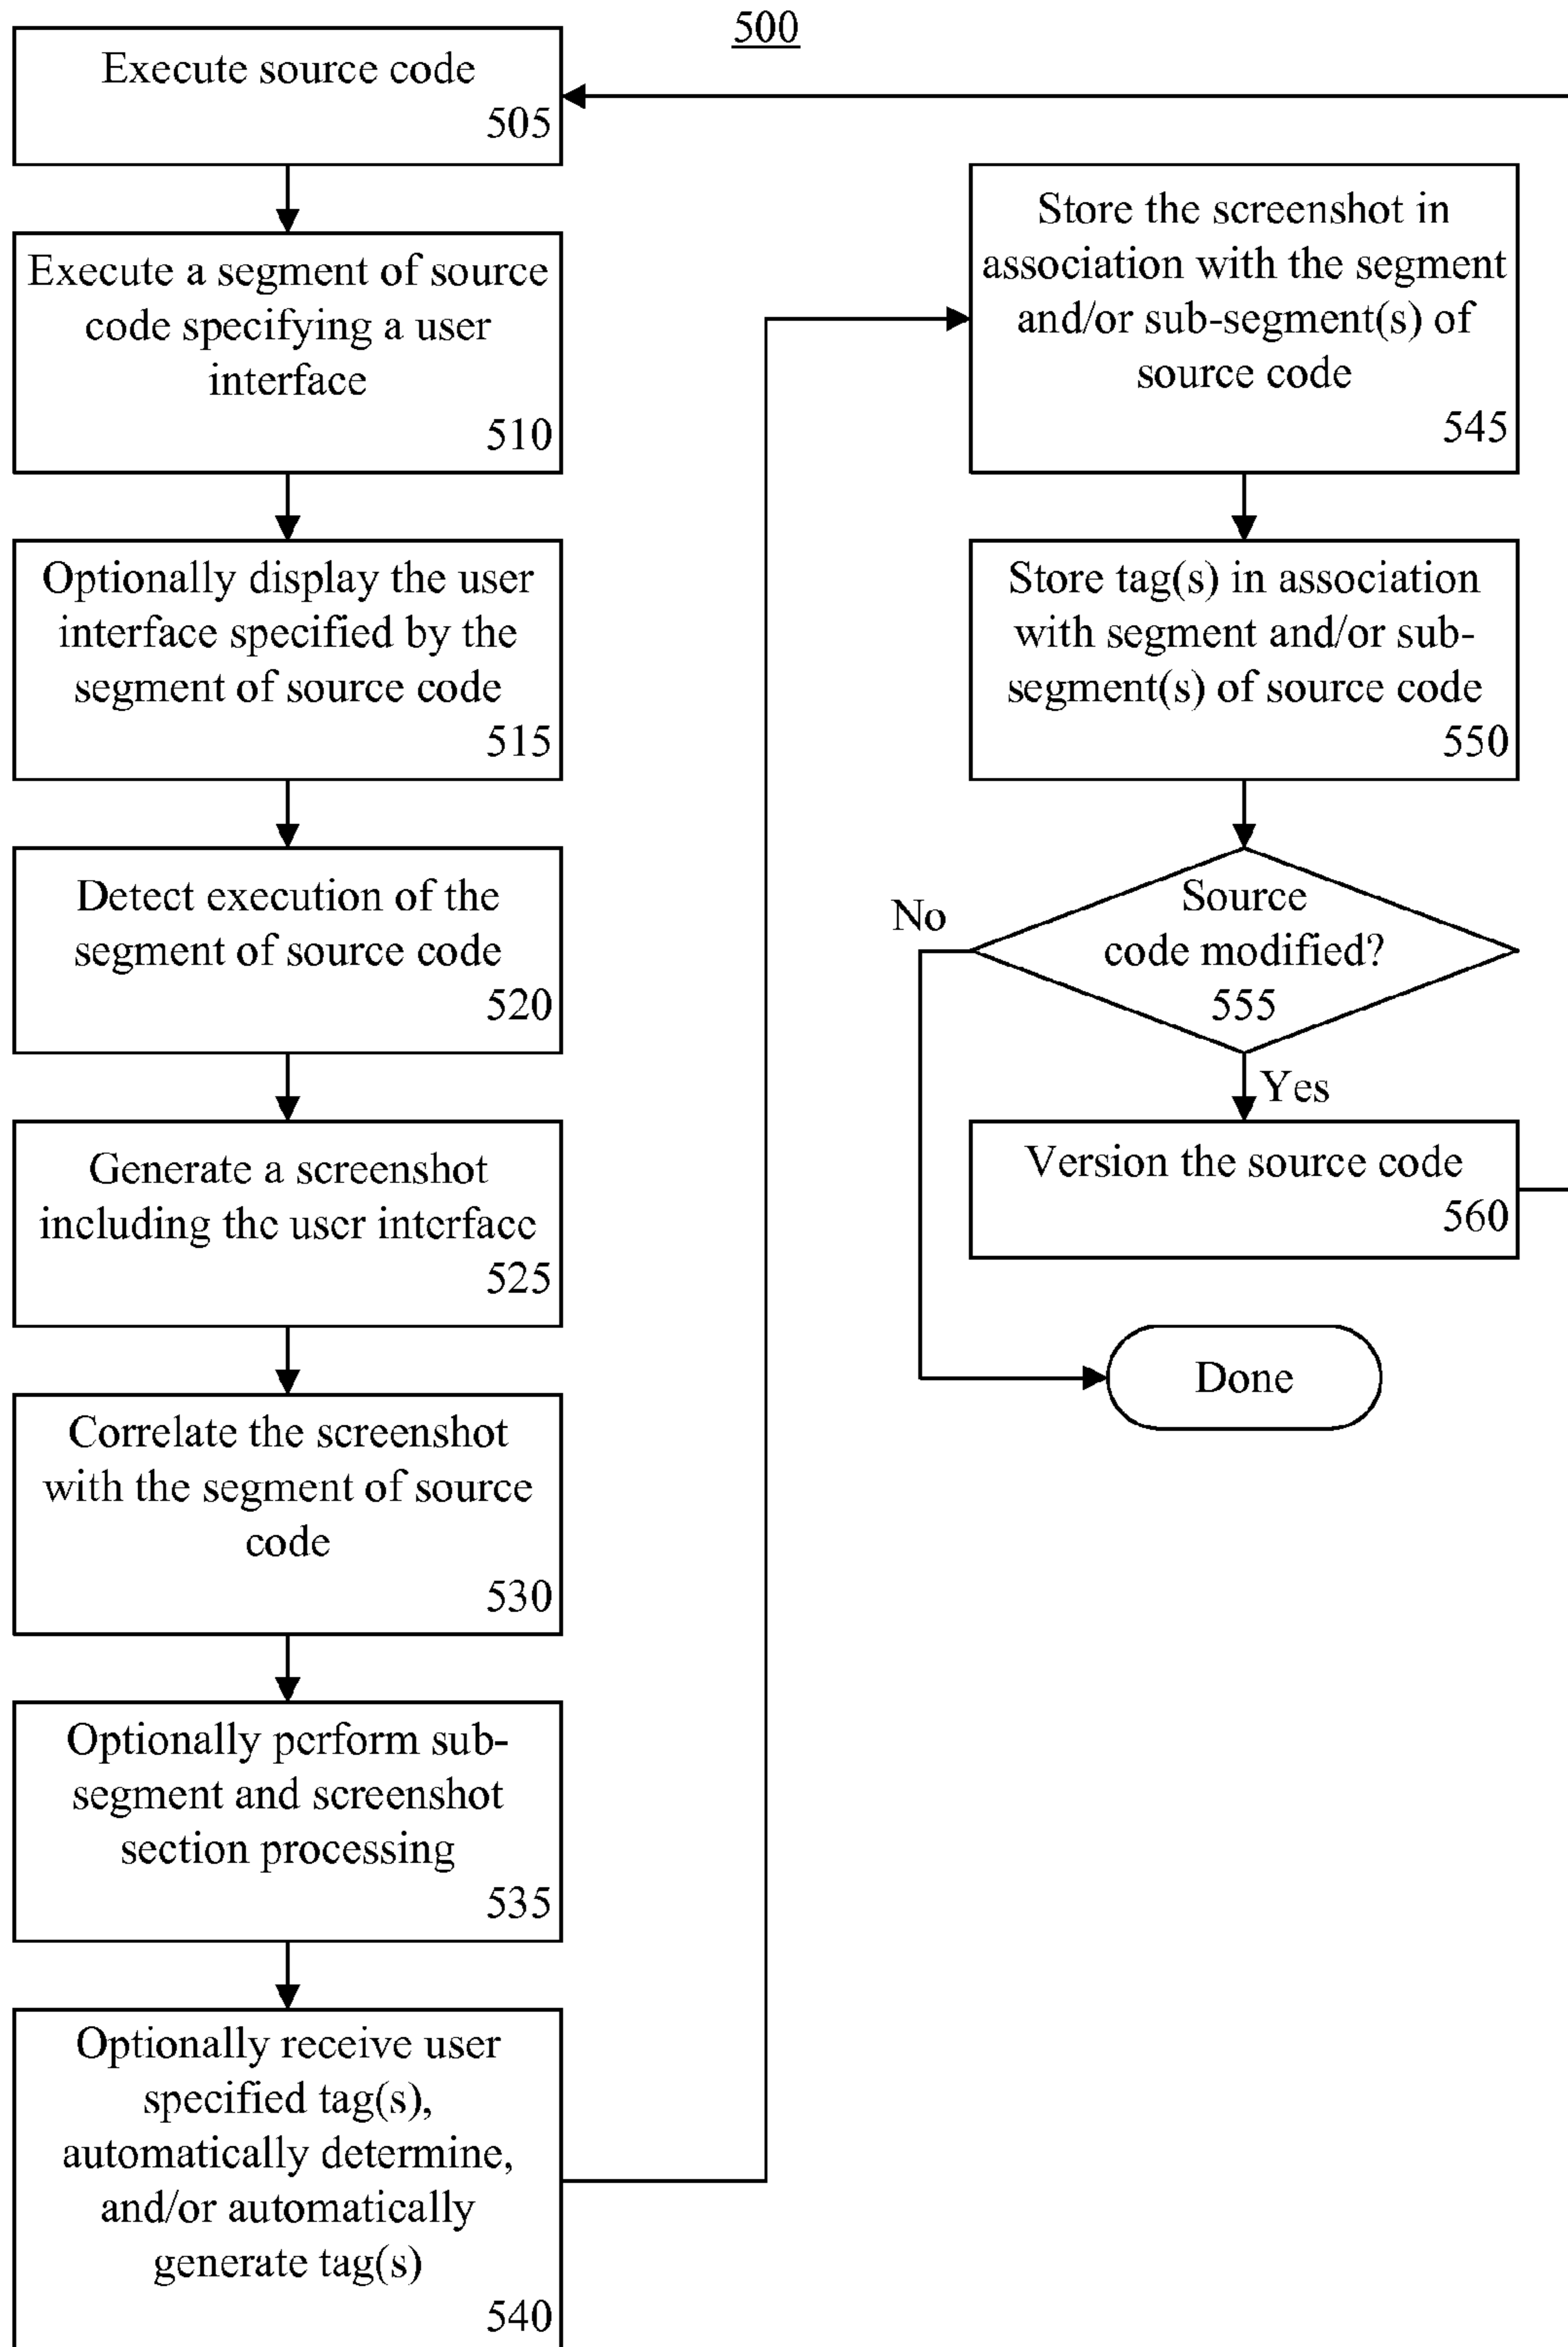 500
Execute source code
505
Execute a segment of source
code specifying a user
interface
510
Optionally display the user
interface specified by the
segment of source code
515
Detect execution of the
segment of source code
520
Generate a screenshot
including the user interface
525
Correlate the screenshot
with the segment of source
code
530
Optionally perform sub-
segment and screenshot
section processing
535
Optionally receive user
specified tag(s),
automatically determine,
and/or automatically
generate tag(s)
540
Store the screenshot in
association with the segment
and/or sub-segment(s) of
source code
545
Store tag(s) in association
with segment and/or sub-
segment(s) of source code
550
Source
code modified?
555
No
Yes
Version the source code
560
Done